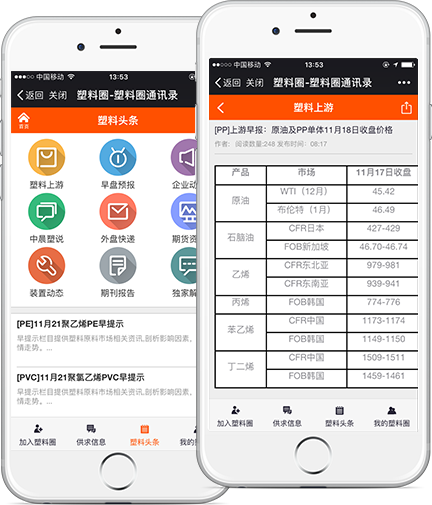 中国移动
13:53
返回 关闭 塑料圈-塑料圈通讯录
首页
塑料头条
塑料上游
早盘预报
企业动
中晨塑说
外盘快递
期货资
装置动态
期刊报告
独家解
[PE]11月21聚乙烯PE早提示
早提示栏目提供塑料原料市场相关资讯,剖析影响因素,
情走势，...
[PVC]11月21聚氯乙烯PVC早提示
早提示栏目提供塑料原料市场相关资讯,剖析影响因素,
情走势，...
加入塑料圈 供求信息 塑料头条 我的塑料圈
中国移动
13:53
返回 关闭 塑料圈-塑料圈通讯录
塑料上游
[PP]上游早报：原油及PP单体11月18日收盘价格
作者: 阅读数量:248 发布时间: 08:17
产品 市场 11月17日收盘
原油 WTI（12月） 45.42
布伦特（1月） 46.49
石脑油 CFR日本 427-429
FOB新加坡 46.70-46.74
乙烯 CFR东北亚 979-981
CFR东南亚 939-941
丙烯 FOB韩国 774-776
苯乙烯 CFR中国 1173-1174
FOB韩国 1149-1150
丁二烯 CFR中国 1509-1511
FOB韩国 1459-1461
加入塑料圈 供求信息 塑料头条 我的塑料圈